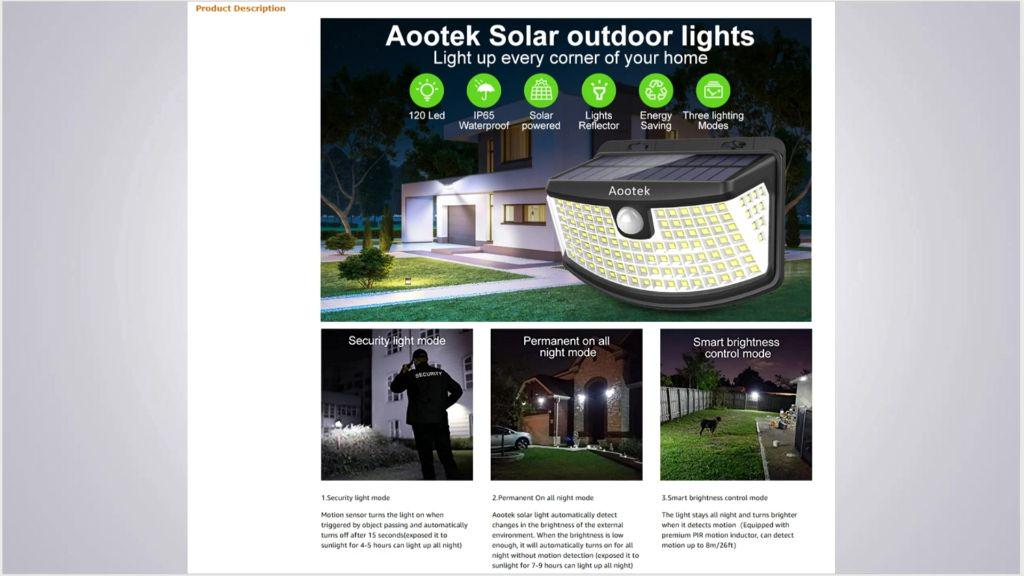 Product Description
Aootek Solar outdoor lights
Light up every corner of your home
120 Led
IP65
Waterproof
Solar
powered
Lights
Reflector
Energy
Saving
Three lighting
Modes
Aootek
Security light mode
SECURITY
Permanent on all
night mode
Smart brightness
control mode
1.Security light mode
Motion sensor turns the light on when
triggered by object passing and automatically
turns off after 15 seconds(exposed it to
sunlight for 4-5 hours can light up all night)
2.Permanent On all night mode
Aootek solar light automatically detect
changes in the brightness of the external
environment. When the brightness is low
enough, it will automatically turns on for all
night without motion detection (exposed it to
sunlight for 7-9 hours can light up all night)
3.Smart brightness control mode
The light stays all night and turns brighter
when it detects motion（Equipped with
premium PIR motion inductor, can detect
motion up to 8m/26ft）